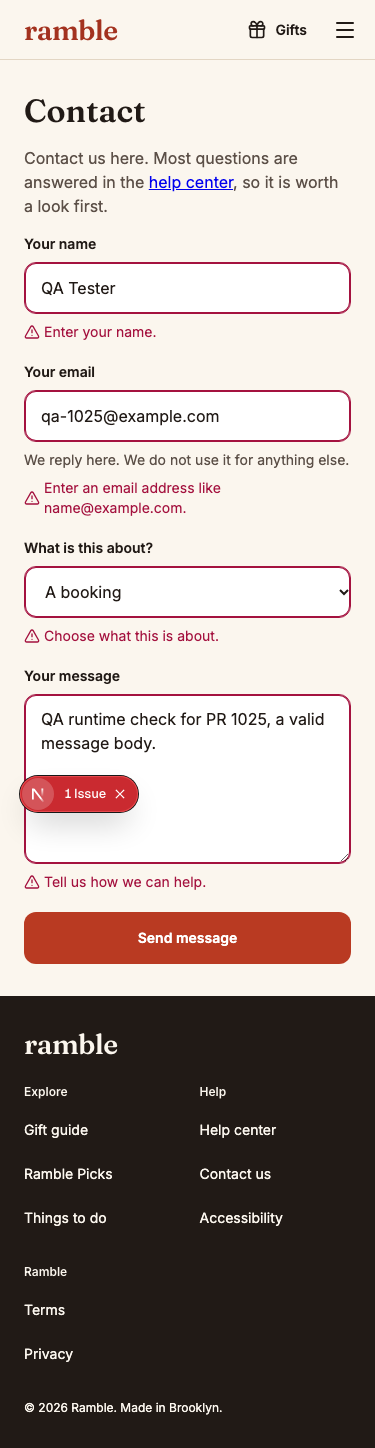 ramble
Gifts
Contact
Contact us here. Most questions are
answered in the help center, so it is worth
a look first.
Your name
QA Tester
Enter your name.
Your email
qa-1025@example.com
We reply here. We do not use it for anything else.
Enter an email address like
name@example.com.
What is this about?
A booking
Choose what this is about.
Your message
QA runtime check for PR 1025, a valid
message body.
N 1 Issue
Tell us how we can help.
Send message
ramble
Explore
Help
Gift guide
Help center
Ramble Picks
Contact us
Things to do
Accessibility
Ramble
Terms
Privacy
© 2026 Ramble. Made in Brooklyn.